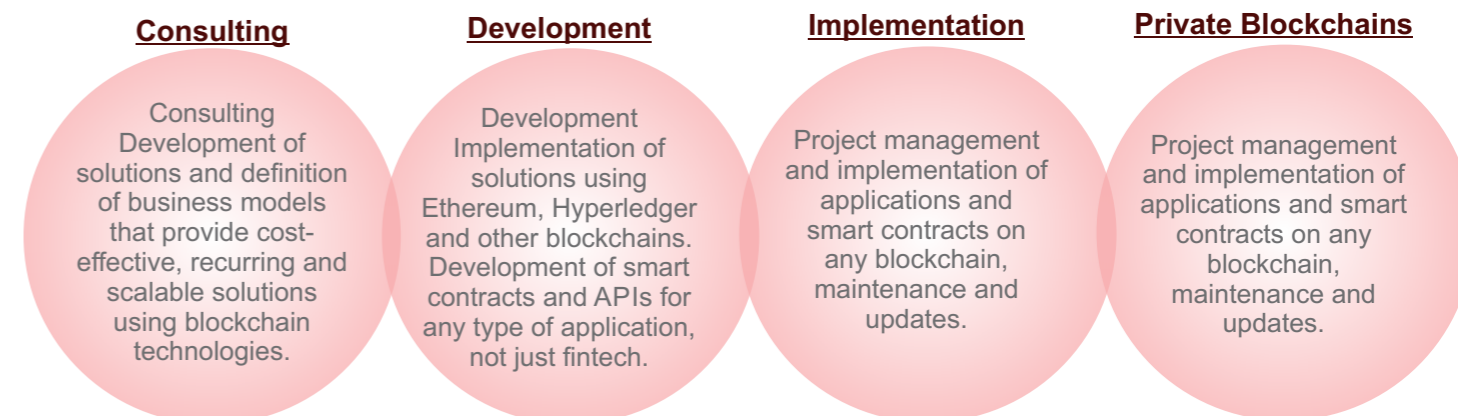 Consulting
Consulting
Development of
solutions and definition
of business models
that provide cost-
effective, recurring and
scalable solutions
using blockchain
technologies.
Development
Development
Implementation of
solutions using
Ethereum, Hyperledger
and other blockchains.
Development of smart
contracts and APIs for
any type of application,
not just fintech.
Implementation
Project management
and implementation of
applications and
smart contracts on
any blockchain,
maintenance and
updates.
Private Blockchains
Project management
and implementation of
applications and smart
contracts on any
blockchain,
maintenance and
updates.